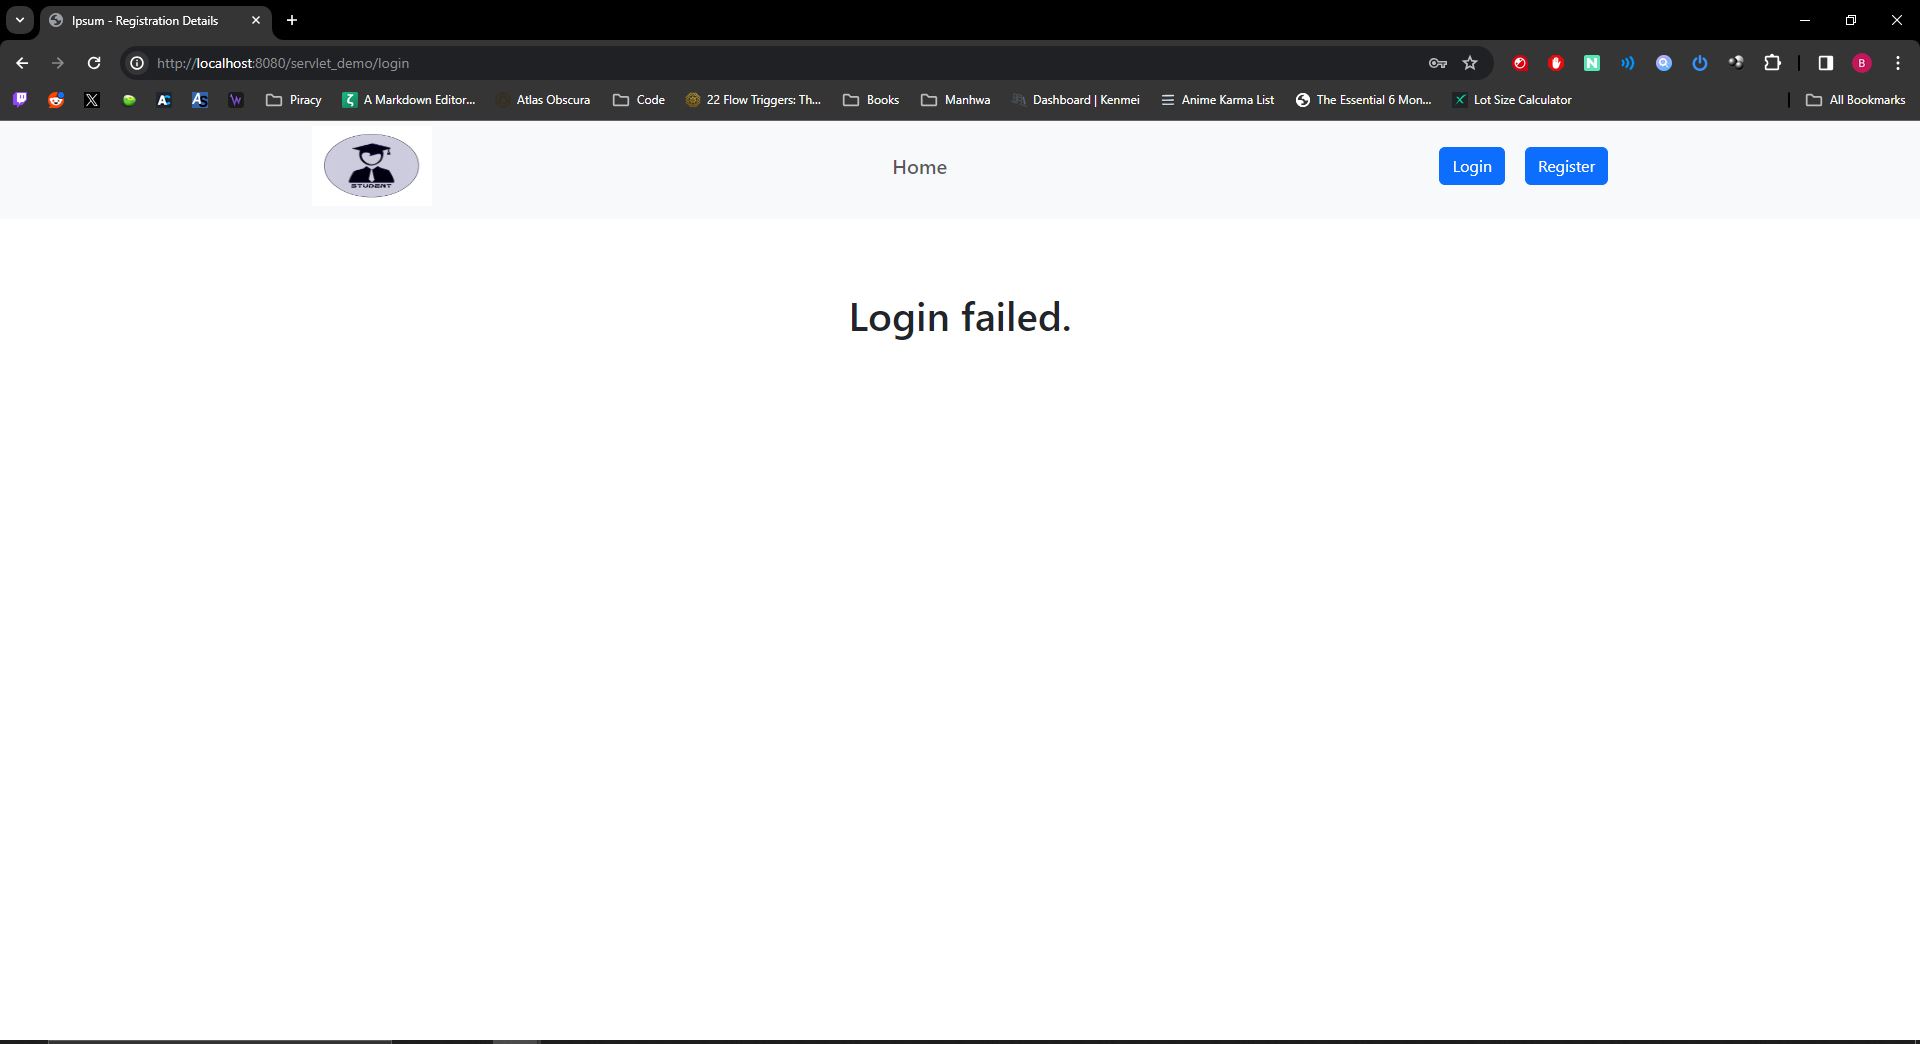 Ipsum - Registration Details
http://localhost:8080/servlet_demo/login
B
Piracy
A Markdown Editor...
Atlas Obscura
Code
22 Flow Triggers: Th...
Books
Manhwa
Dashboard | Kenmei
Anime Karma List
The Essential 6 Mon...
Lot Size Calculator
All Bookmarks
STUDENT
Home
Login
Register
Login failed.